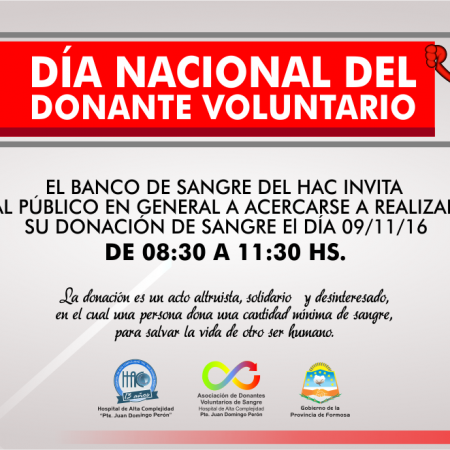 DÍA NACIONAL DEL
DONANTE VOLUNTARIO
EL BANCO DE SANGRE DEL HAC INVITA
AL PÚBLICO EN GENERAL A ACERCARSE A REALIZAR
SU DONACIÓN DE SANGRE El DÍA 09/11/16
DE 08:30 A 11:30 HS.
La donación es un acto altruista, solidario y desinteresado,
en el cual una persona dona una cantidad mínima de sangre,
para salvar la vida de otro ser humano.
HAC
15 años
Hospital de Alta Complejidad
"Pte. Juan Domingo Perón"
Asociación de Donantes
Voluntarios de Sangre
Hospital de Alta Complejidad
Pte. Juan Domingo Perón
Gobierno de la
Provincia de Formosa